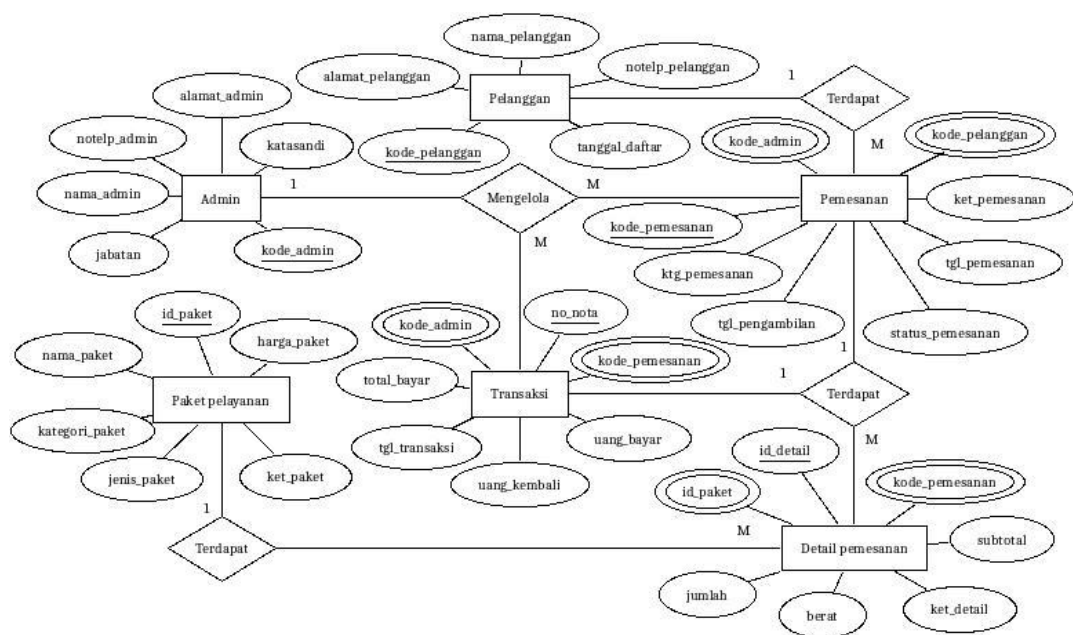 nama_pelanggan
alamat_pelanggan
notelp_pelanggan
1
Pelanggan
Terdapat
alamat_admin
notelp_admin
katasandi
kode_pelanggan
tanggal_daftar
kode_admin
kode_pelanggan
M
nama_admin
Admin
1
Mengelola
M
Pemesanan
ket_pemesanan
jabatan
kode_admin
M
kode_pemesanan
ktg_pemesanan
tgl_pemesanan
id_paket
kode_admin
no_nota
tgl_pengambilan
status_pemesanan
nama_paket
harga_paket
kode_pemesanan
1
total_bayar
1
Paket pelayanan
Transaksi
Terdapat
kategori_paket
tgl_transaksi
uang_bayar
M
jenis_paket
ket_paket
uang_kembali
id_detail
id_paket
kode_pemesanan
1
M
Terdapat
Detail pemesanan
subtotal
jumlah
berat
ket_detail